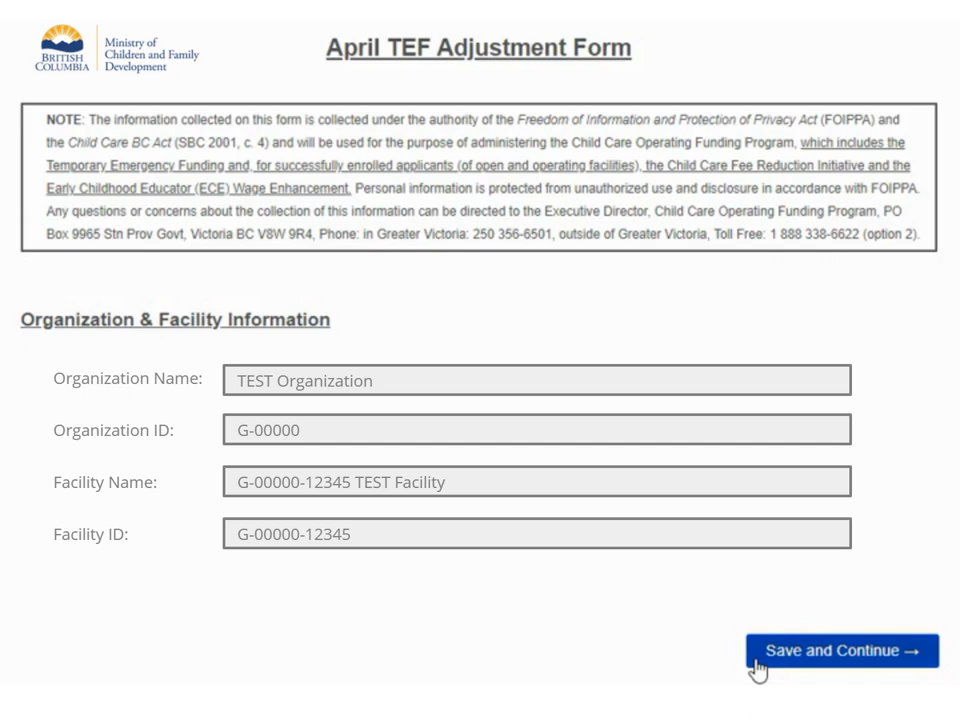 BRITISH
COLUMBIA
Ministry of
Children and Family
Development
April TEF Adjustment Form
NOTE: The information collected on this form is collected under the authority of the Freedom of Information and Protection of Privacy Act (FOIPPA) and
the Child Care BC Act (SBC 2001, c. 4) and will be used for the purpose of administering the Child Care Operating Funding Program, which includes the
Temporary Emergency Funding and, for successfully enrolled applicants (of open and operating facilities), the Child Care Fee Reduction Initiative and the
Early Childhood Educator (ECE) Wage Enhancement. Personal information is protected from unauthorized use and disclosure in accordance with FOIPPA.
Any questions or concerns about the collection of this information can be directed to the Executive Director, Child Care Operating Funding Program, PO
Box 9965 Stn Prov Govt, Victoria BC V8W 9R4, Phone: in Greater Victoria: 250 356-6501, outside of Greater Victoria, Toll Free: 1 888 338-6622 (option 2).
Organization & Facility Information
Organization Name: TEST Organization
Organization ID: G-00000
Facility Name: G-00000-12345 TEST Facility
Facility ID: G-00000-12345
Save and Continue →